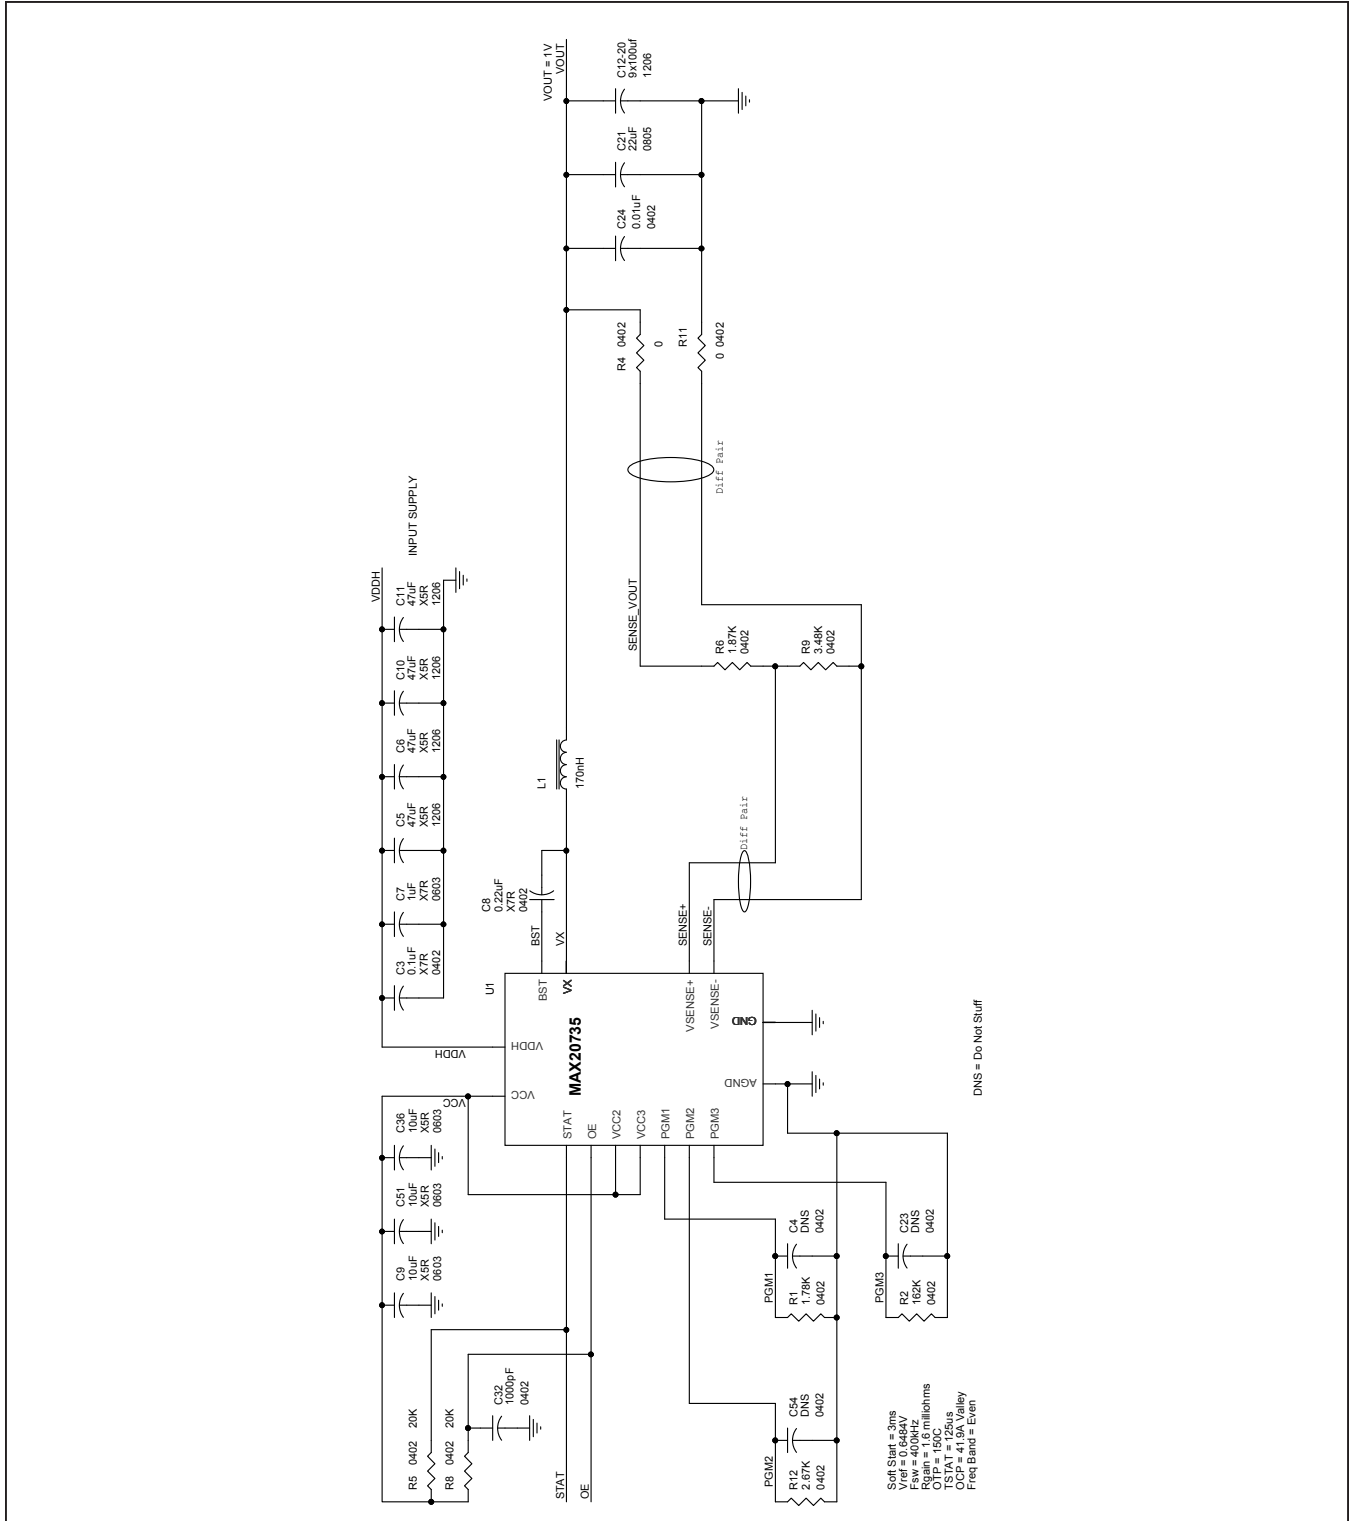 VOUT = 1V
VOUT
C12-20
9x100uf
1206
C21
22uF
0805
C24
0.01uF
0402
R4 0402
0
R11
0 0402
Diff Pair
INPUT SUPPLY
VDDH
C11
47uF
X5R
1206
C10
47uF
X5R
1206
C6
47uF
X5R
1206
C5
47uF
X5R
1206
C7
1uF
X7R
0603
C3
0.1uF
X7R
0402
SENSE_VOUT
R6
1.87K
0402
R9
3.48K
0402
L1
170nH
Diff Pair
C8
0.22uF
X7R
0402
BST
VX
SENSE+
SENSE-
U1
BST
VX
VSENSE+
VSENSE-
VDDH
VDDH
MAX20735
GND
AGND
VCC
VCC
STAT
OE
VCC2
VCC3
PGM1
PGM2
PGM3
DNS = Do Not Stuff
C36
10uF
X5R
0603
C51
10uF
X5R
0603
C9
10uF
X5R
0603
C4
DNS
0402
PGM1
R1
1.78K
0402
C23
DNS
0402
PGM3
R2
162K
0402
C32
1000pF
0402
R5 0402 20K
R8 0402 20K
STAT
OE
C54
DNS
0402
PGM2
R12
2.67K
0402
Soft Start = 3ms
Vref = 0.6484V
Fsw = 400kHz
Rgain = 1.6 milliohms
OTP = 150C
TSTAT = 125us
OCP = 41.9A Valley
Freq Band = Even